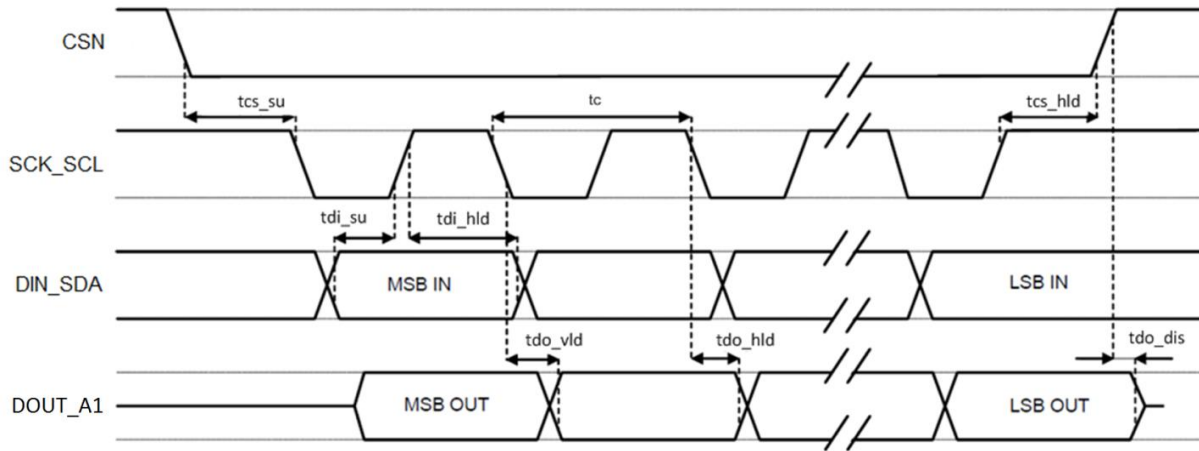 CSN
tcs_su
tc
tcs_hld
SCK_SCL
tdi_su
tdi_hld
DIN_SDA
MSB IN
LSB IN
tdo_vld
tdo_hld
tdo_dis
DOUT_A1
MSB OUT
LSB OUT